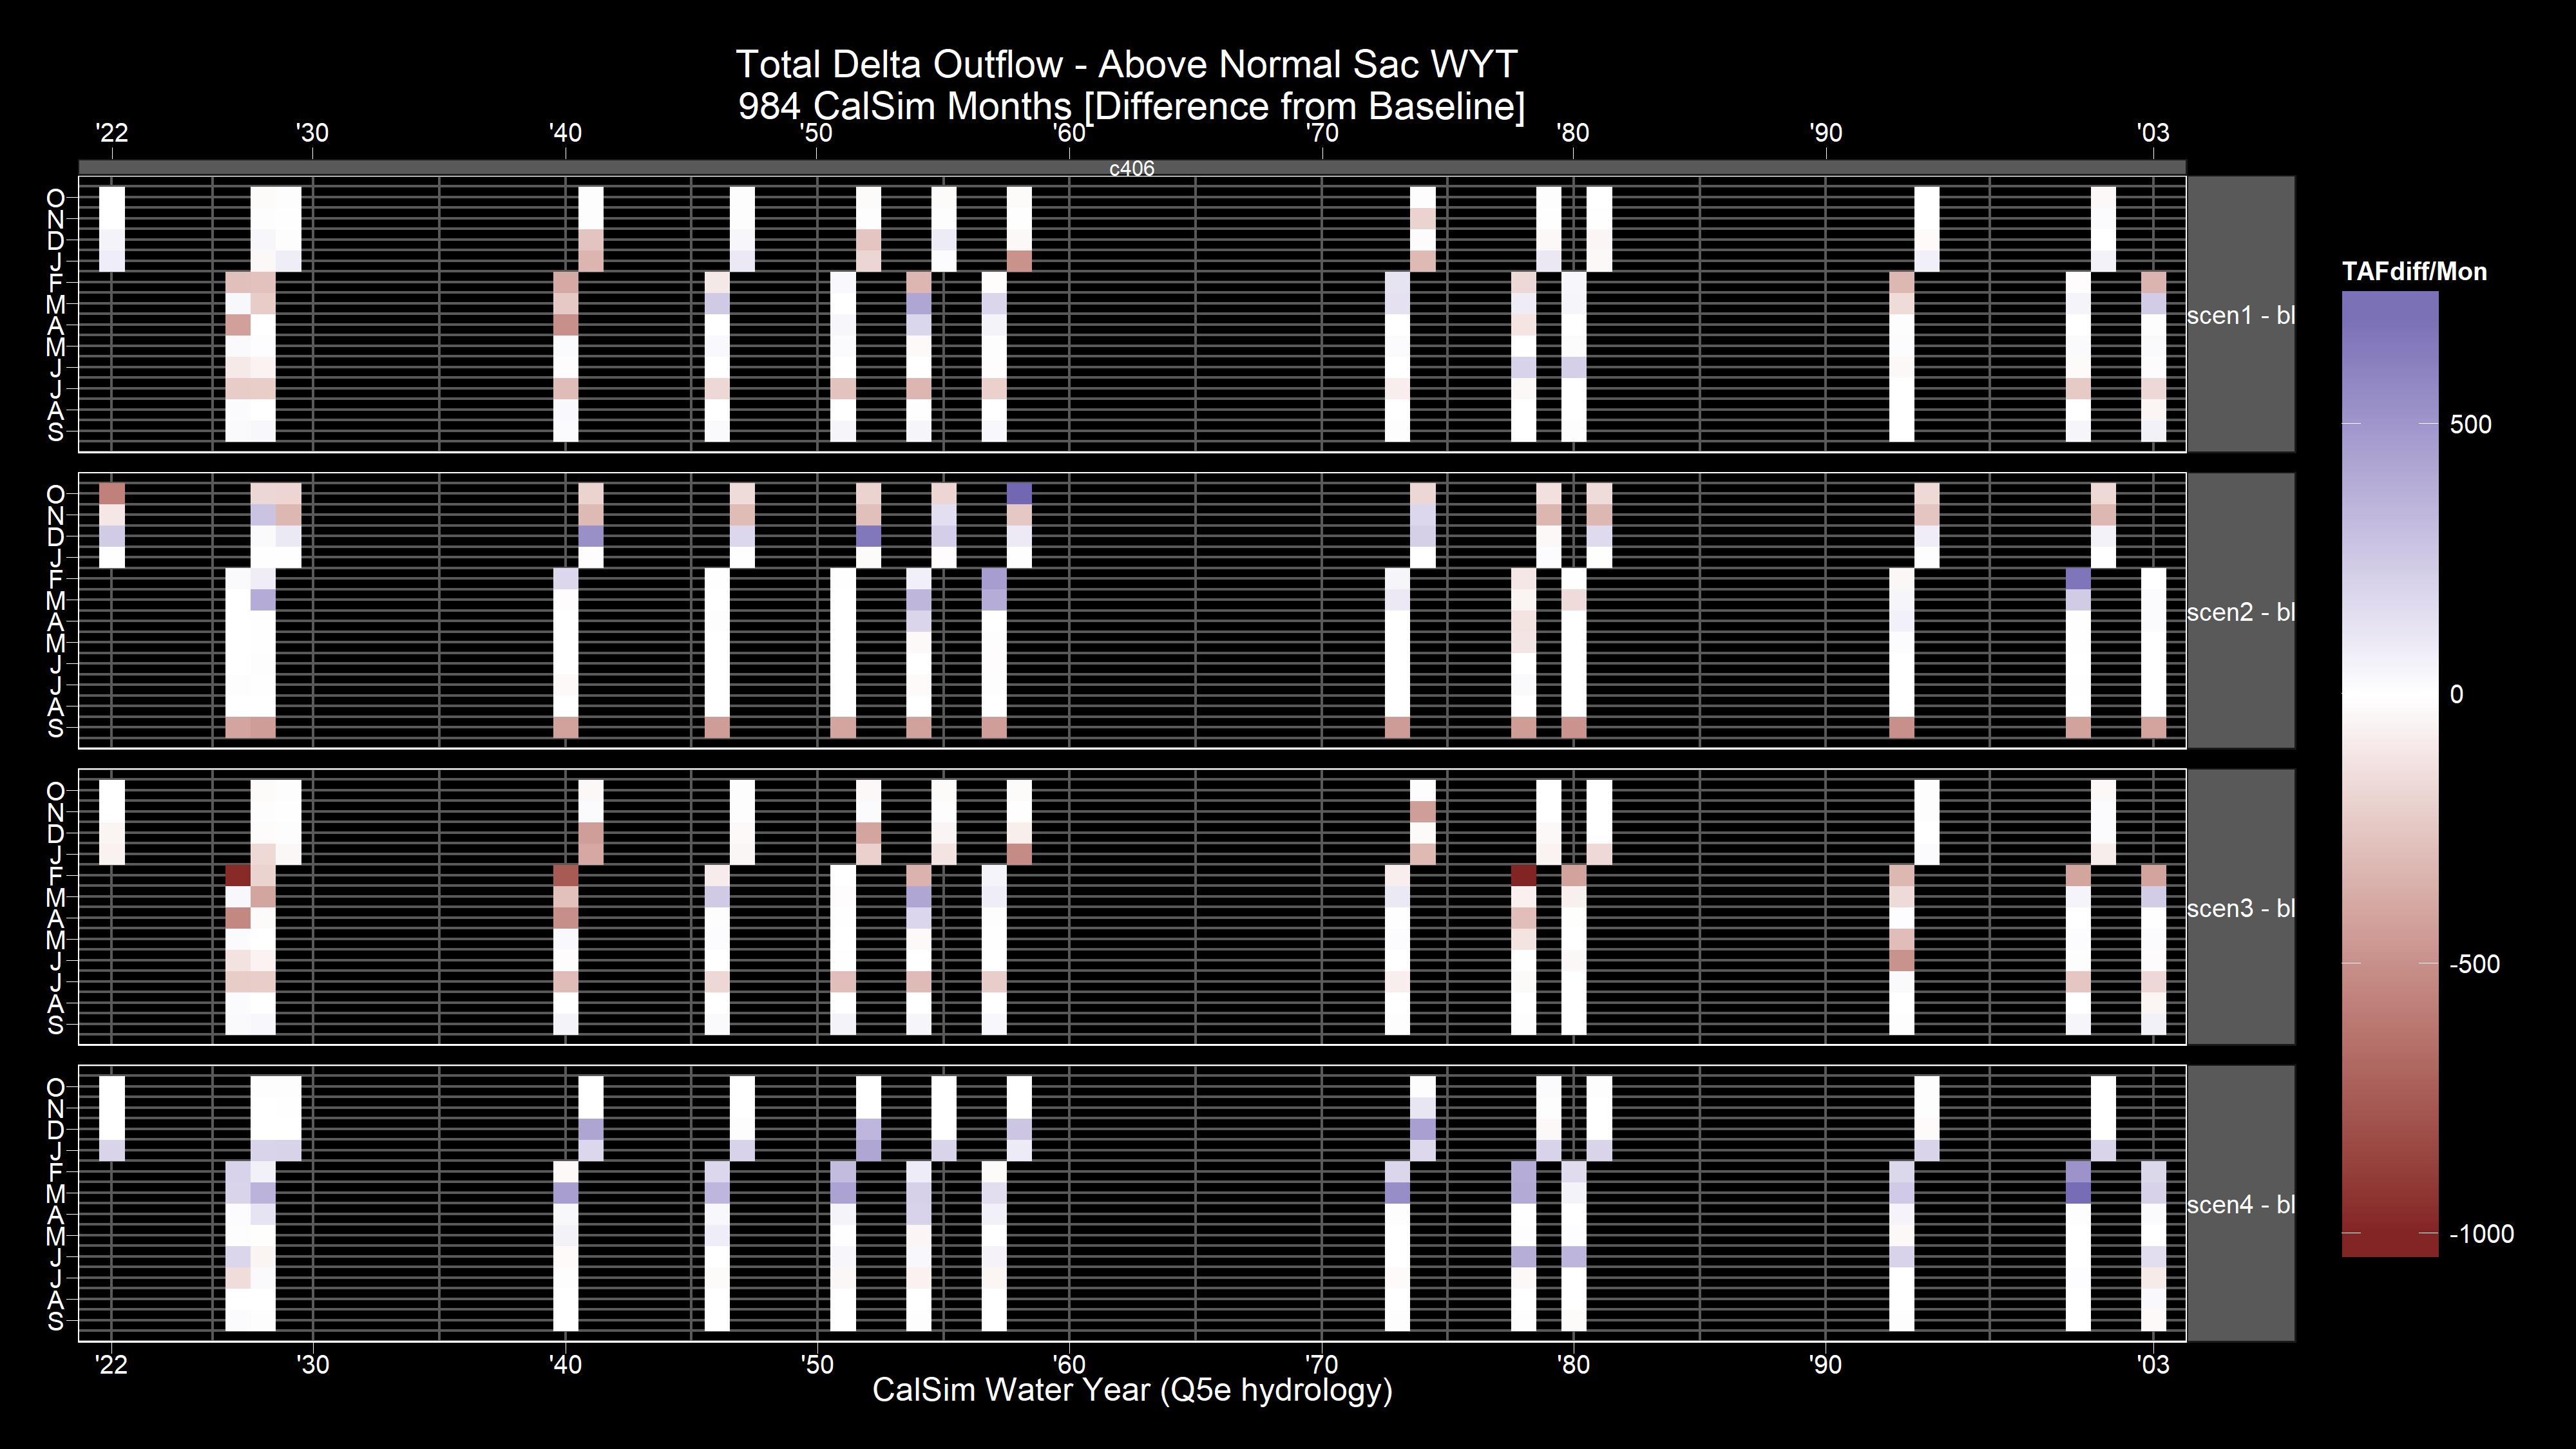 Total Delta Outflow - Above Normal Sac WYT
984 CalSim Months [Difference from Baseline]
'22 '30 '40 '50 '60 '70 '80 '90 '03
c406
O
N
D
J
F
M
A
M
J
J
A
S
scen1 - bl
O
N
D
J
F
M
A
M
J
J
A
S
scen2 - bl
O
N
D
J
F
M
A
M
J
J
A
S
scen3 - bl
O
N
D
J
F
M
A
M
J
J
A
S
scen4 - bl
'22 '30 '40 '50 '60 '70 '80 '90 '03
CalSim Water Year (Q5e hydrology)
TAFdiff/Mon
500
0
-500
-1000